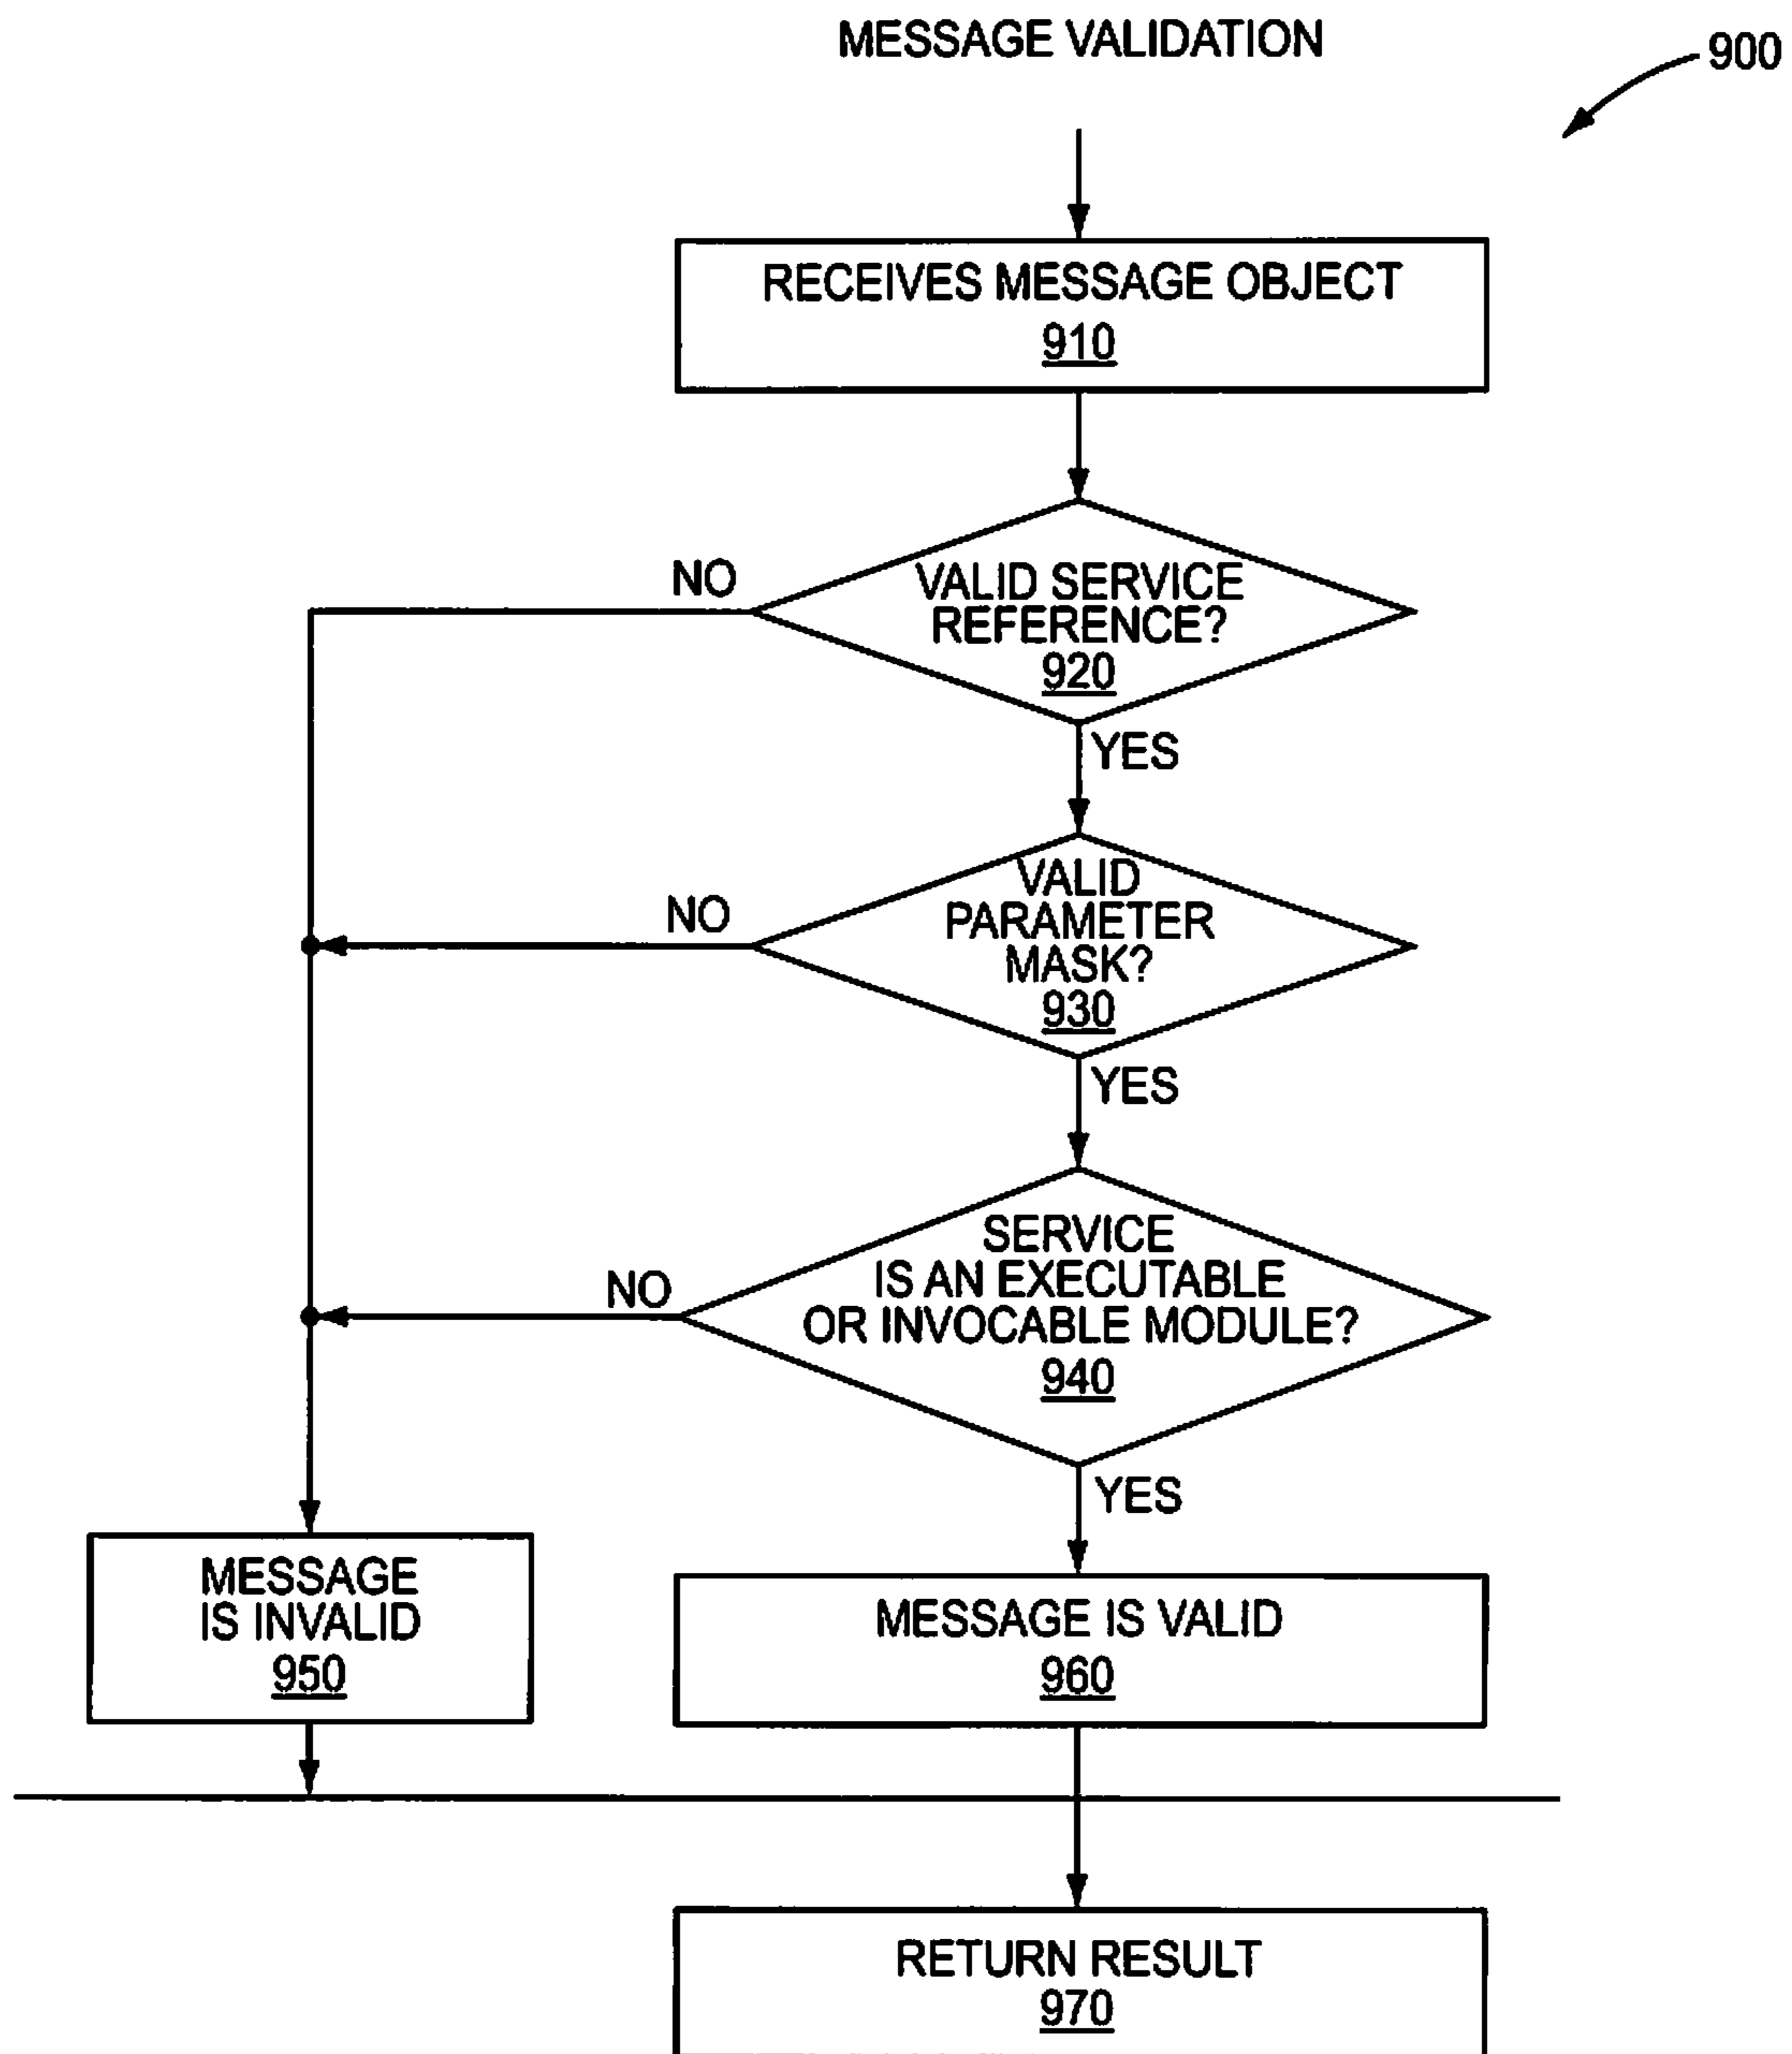 MESSAGE VALIDATION
900
RECEIVES MESSAGE OBJECT
910
NO
VALID SERVICE
REFERENCE?
920
YES
NO
VALID
PARAMETER
MASK?
930
YES
NO
SERVICE
IS AN EXECUTABLE
OR INVOCABLE MODULE?
940
YES
MESSAGE
IS INVALID
950
MESSAGE IS VALID
960
RETURN RESULT
970